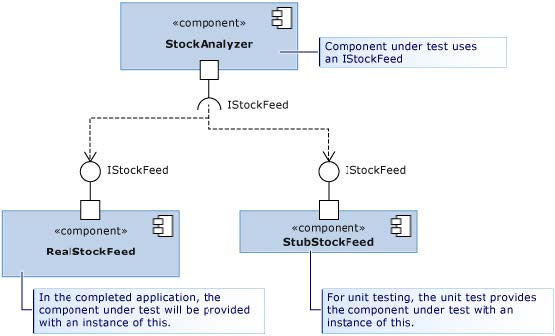 «component»
StockAnalyzer
Component under test uses
an IStockFeed
IStockFeed
IStockFeed
IStockFeed
«component»
RealStockFeed
«component»
StubStockFeed
In the completed application, the
component under test will be provided
with an instance of this.
For unit testing, the unit test provides
the component under test with an
instance of this.